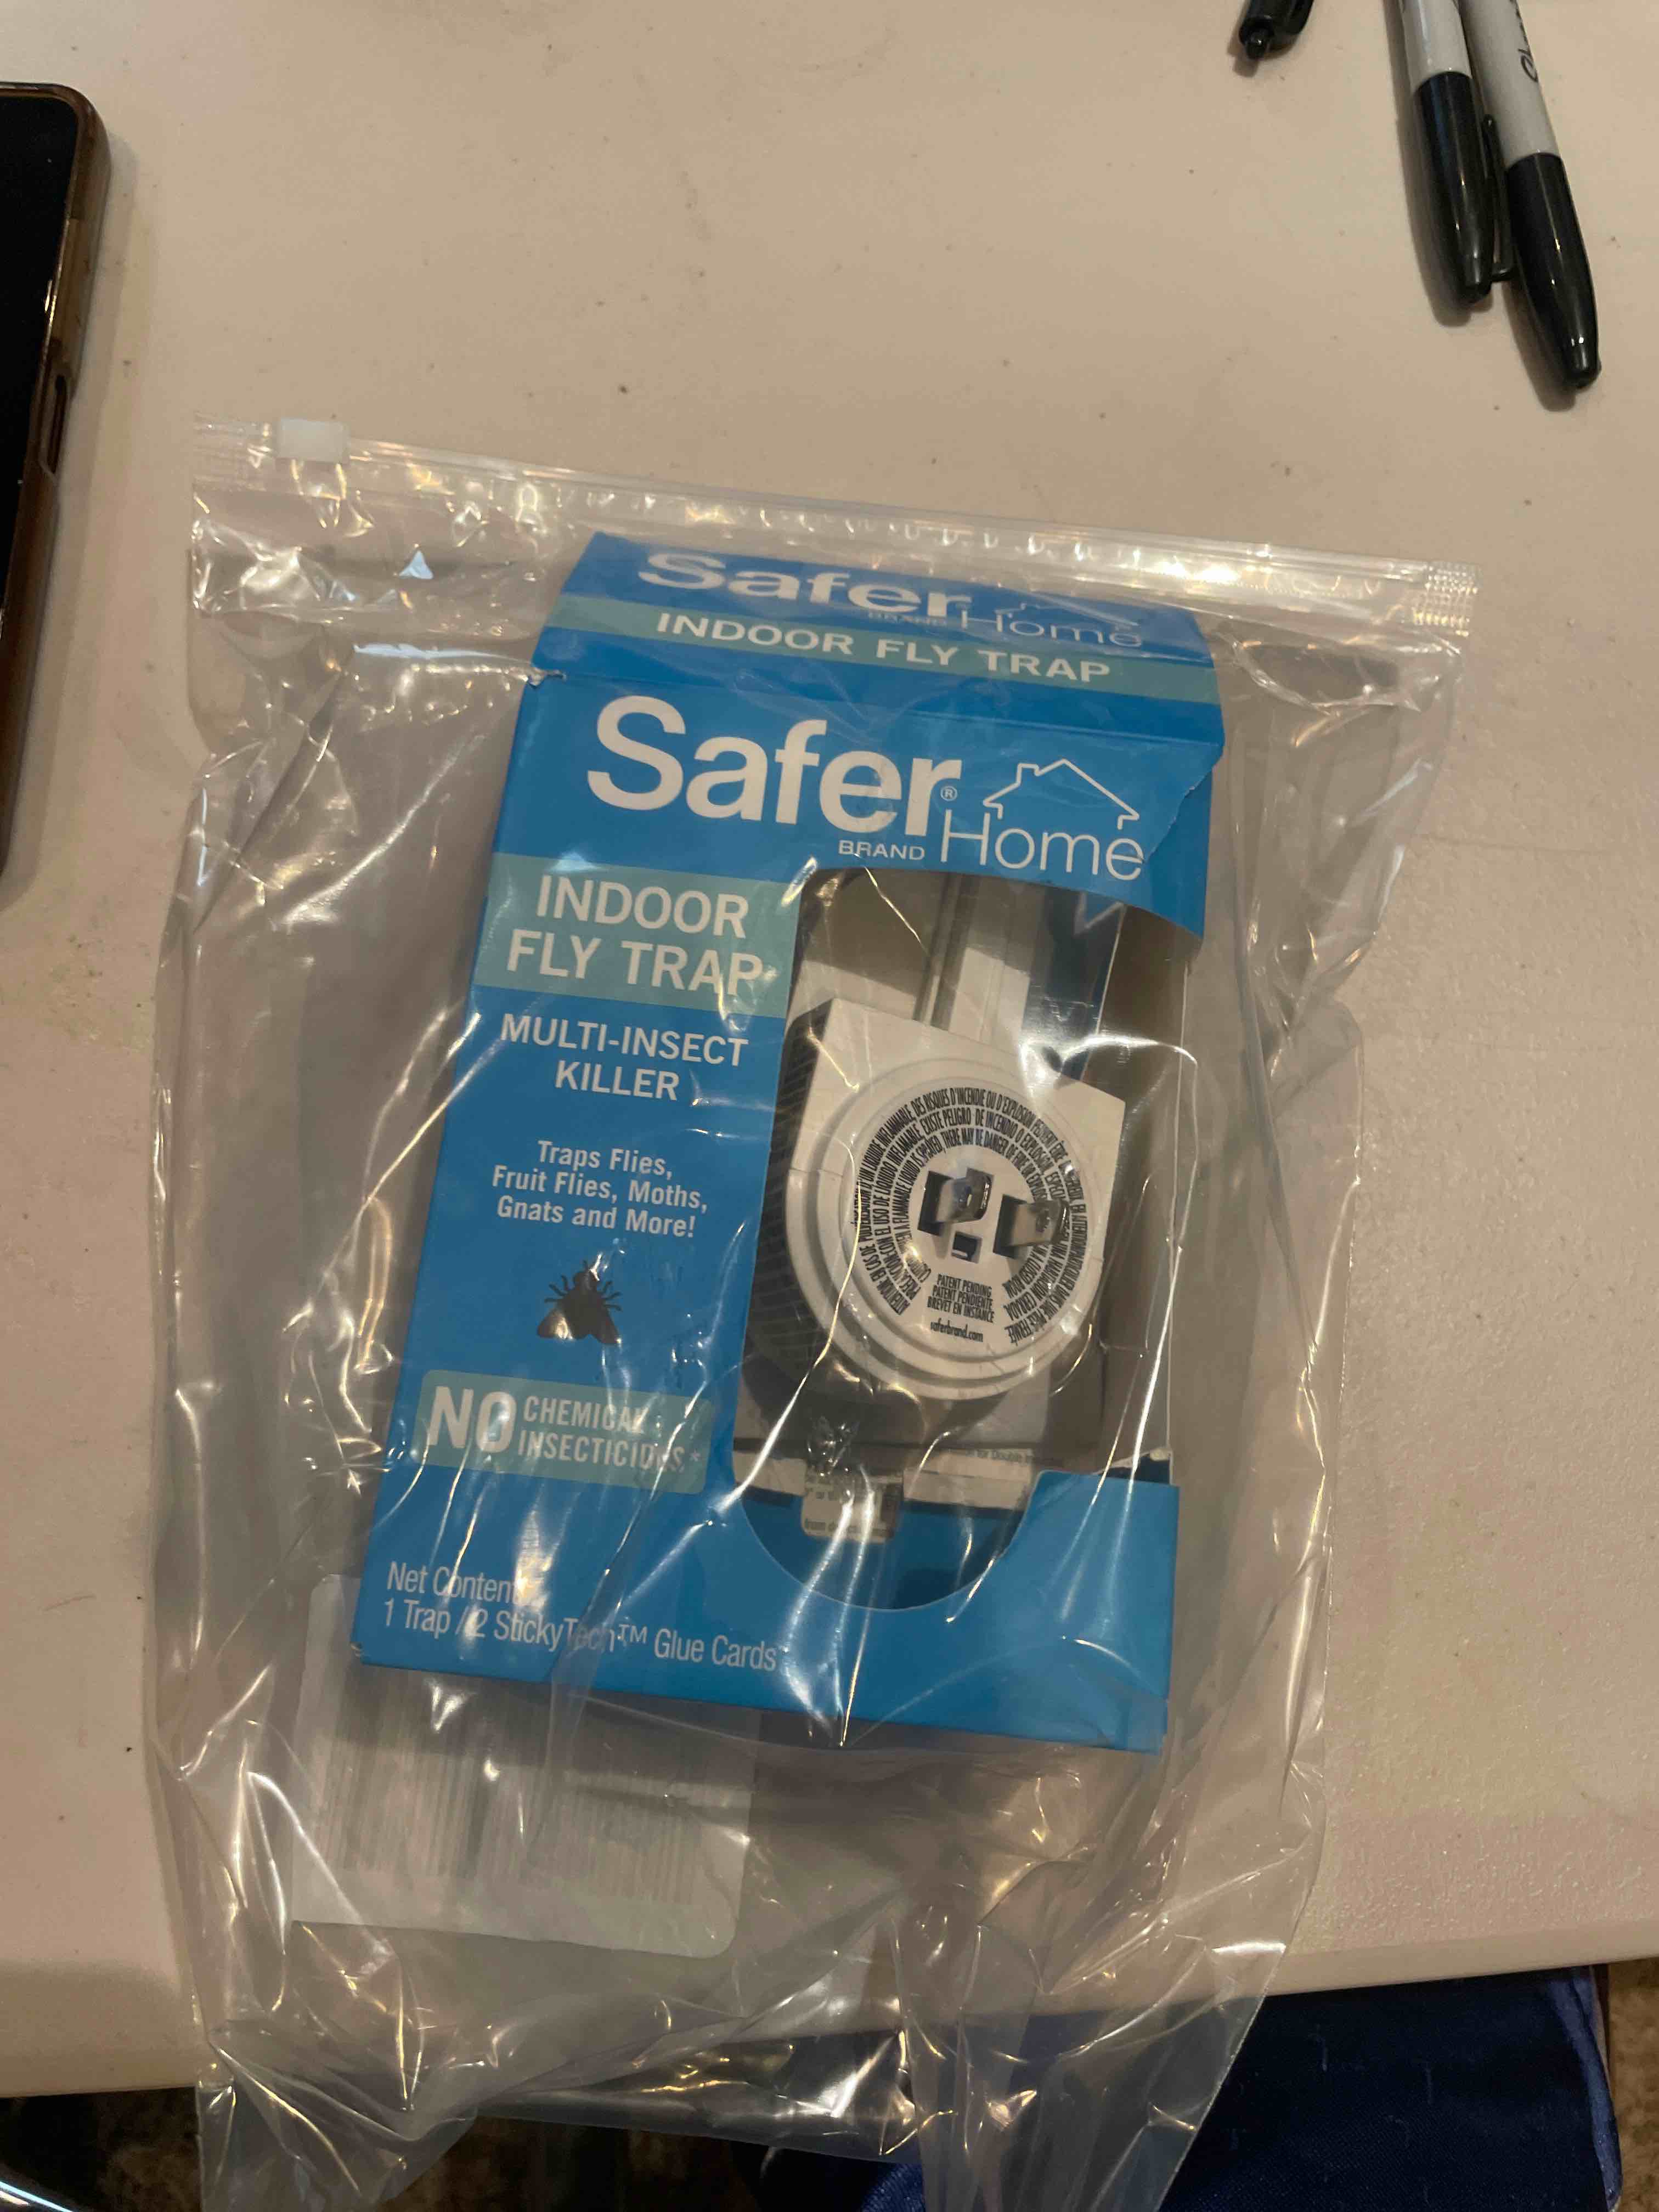 Safer Home
BRAND
INDOOR FLY TRAP
Safer® Home
BRAND
INDOOR
FLY TRAP
MULTI-INSECT
KILLER
Traps Flies,
Fruit Flies, Moths,
Gnats and More!
NO CHEMICAL
INSECTICIDES*
Net Contents
1 Trap / 2 StickyTech™ Glue Cards
PATENT PENDING
PATENT PENDIENTE
BREVET EN INSTANCE
saferbrand.com